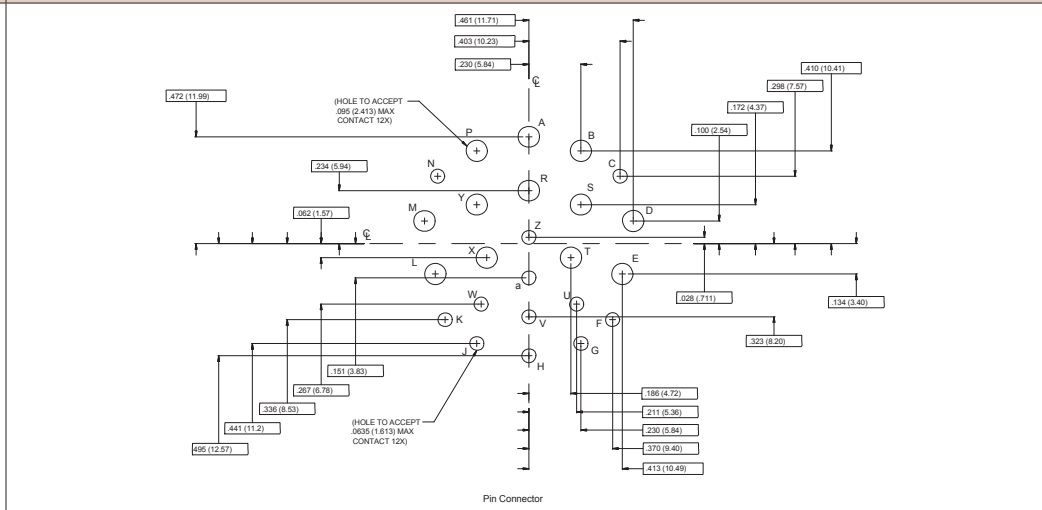 .461 (11.71)
.403 (10.23)
.230 (5.84)
.410 (10.41)
.298 (7.57)
.472 (11.99)
.172 (4.37)
.100 (2.54)
(HOLE TO ACCEPT
.095 (2.413) MAX
CONTACT 12X)
CL
A
P
B
N
C
.234 (5.94)
R
Y
S
M
D
.062 (1.57)
CL
Z
X
T
L
E
a
.028 (.711)
.134 (3.40)
W
U
K
V
F
.323 (8.20)
J
G
H
.151 (3.83)
.267 (6.78)
.336 (8.53)
.441 (11.2)
.495 (12.57)
(HOLE TO ACCEPT
.0635 (1.613) MAX
CONTACT 12X)
.186 (4.72)
.211 (5.36)
.230 (5.84)
.370 (9.40)
.413 (10.49)
Pin Connector